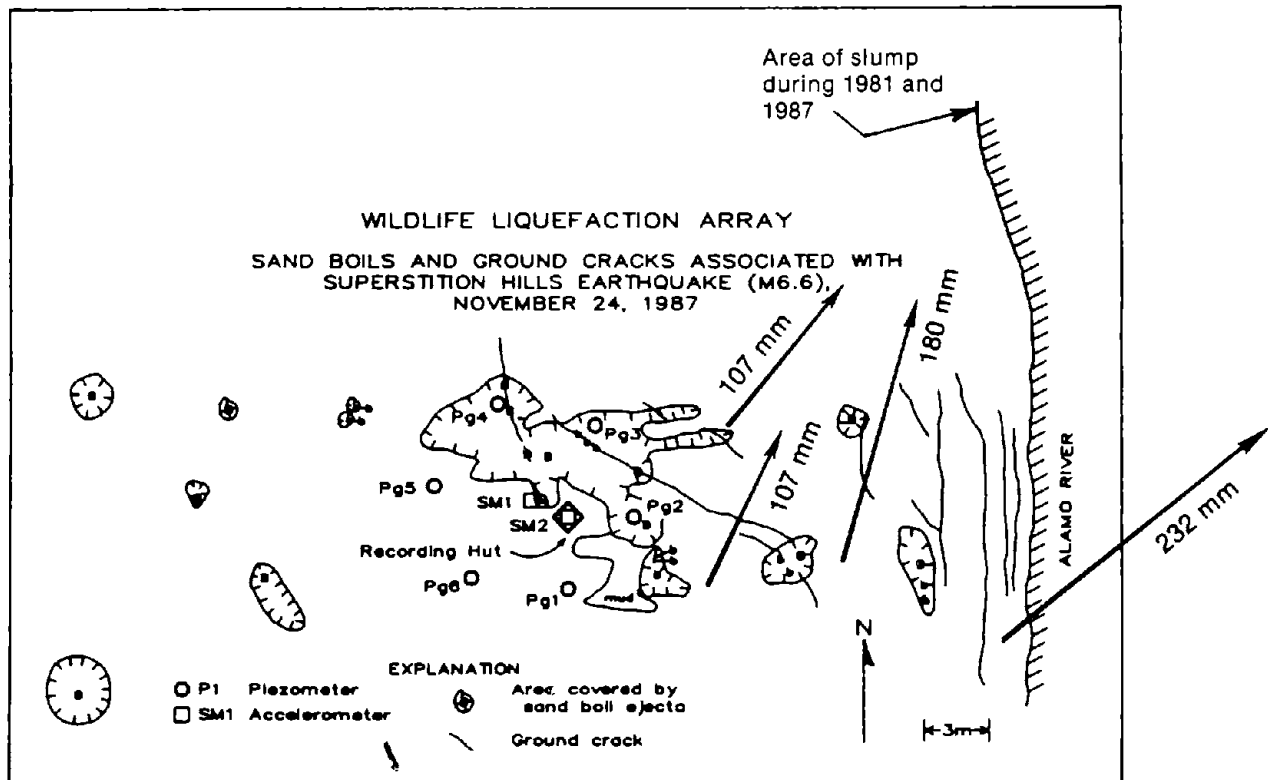 Area of slump
during 1981 and
1987
WILDLIFE LIQUEFACTION ARRAY
SAND BOILS AND GROUND CRACKS ASSOCIATED WITH
SUPERSTITION HILLS EARTHQUAKE (M6.6),
NOVEMBER 24, 1987
107 mm
180 mm
Pg4
Pg3
107 mm
ALAMO RIVER
232 mm
Pg5
SM1
Pg2
SM2
Recording Hut
Pg6
Pg1
mud
N
EXPLANATION
P1 Piezometer
SM1 Accelerometer
Area covered by
sand boil ejecta
Ground crack
3m